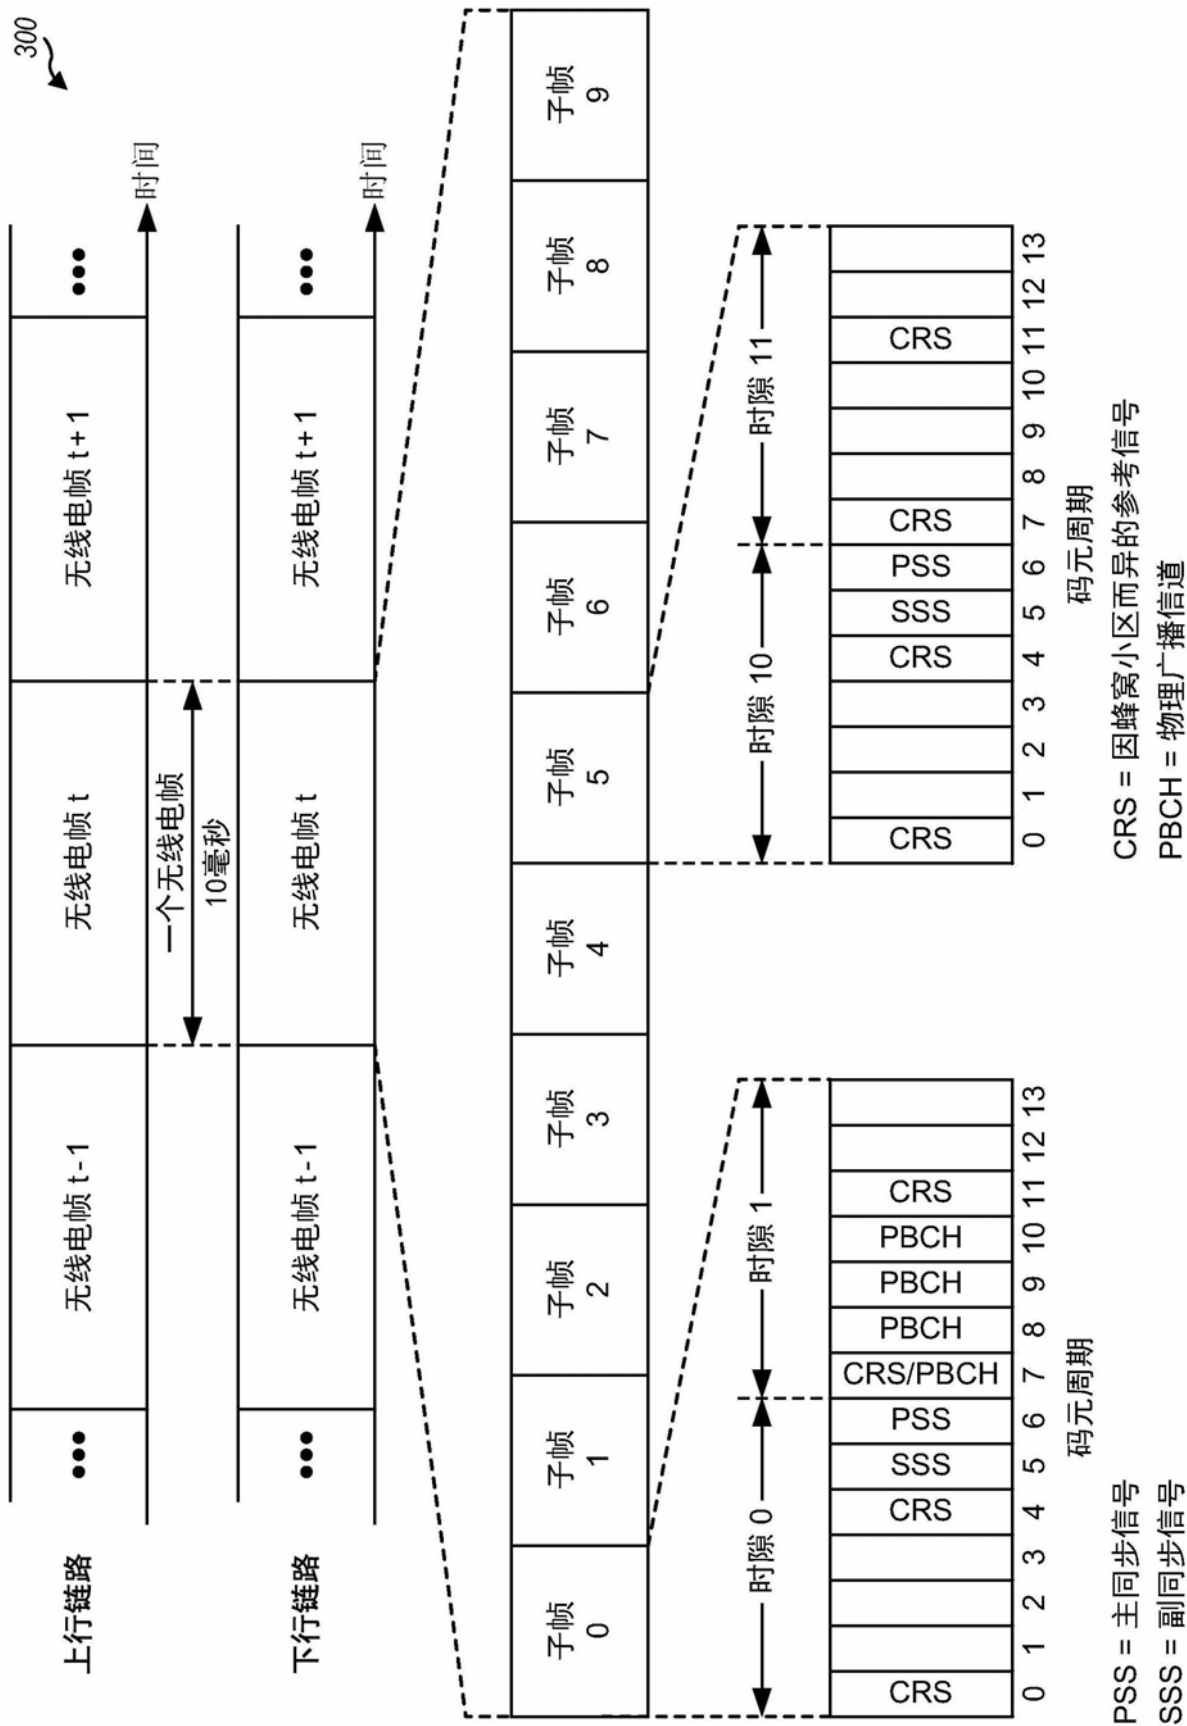 300
上行链路
••• 无线电帧 t-1 无线电帧 t 无线电帧 t+1 •••
时间
一个无线电帧
10毫秒
下行链路
••• 无线电帧 t-1 无线电帧 t 无线电帧 t+1 •••
时间
子帧 子帧 子帧 子帧 子帧 子帧 子帧 子帧 子帧 子帧
0 1 2 3 4 5 6 7 8 9
时隙 0 时隙 1
CRS CRS SSS PSS CRS/PBCH PBCH PBCH PBCH CRS
0 1 2 3 4 5 6 7 8 9 10 11 12 13
码元周期
时隙 10 时隙 11
CRS CRS SSS PSS CRS CRS
0 1 2 3 4 5 6 7 8 9 10 11 12 13
码元周期
PSS = 主同步信号
SSS = 副同步信号
CRS = 因蜂窝小区而异的参考信号
PBCH = 物理广播信道